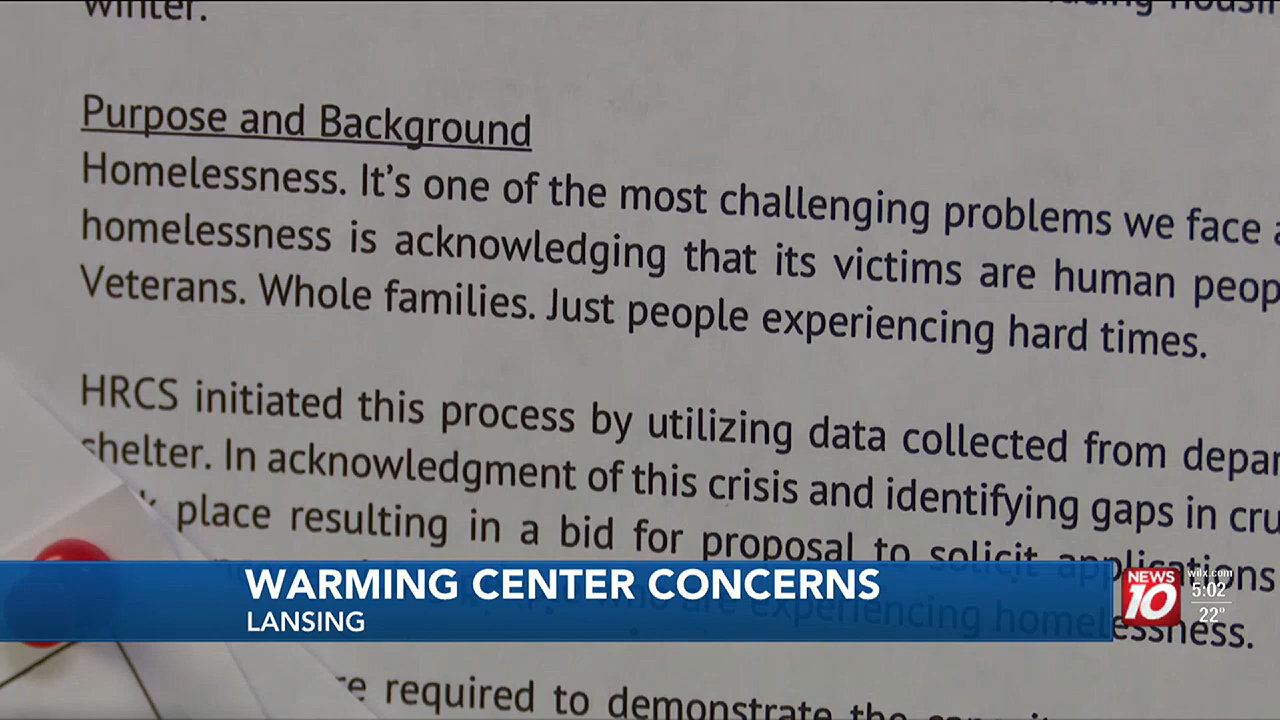 winter.
Purpose and Background
Homelessness. It's one of the most challenging problems we face
homelessness is acknowledging that its victims are human
Veterans. Whole families. Just people experiencing hard times.
HRCS initiated this process by utilizing data collected from
shelter. In acknowledgment of this crisis and identifying gaps in
place resulting in a bid for proposal to solicit applications
who are experiencing homelessness.
required to demonstrate the
WARMING CENTER CONCERNS
LANSING
NEWS
10
wilx.com
5:02
22°